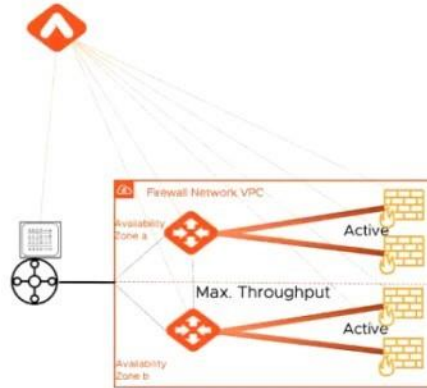 Firewall Network VPC
Availability
Zone a
Active
Max. Throughput
Active
Availability
Zone b